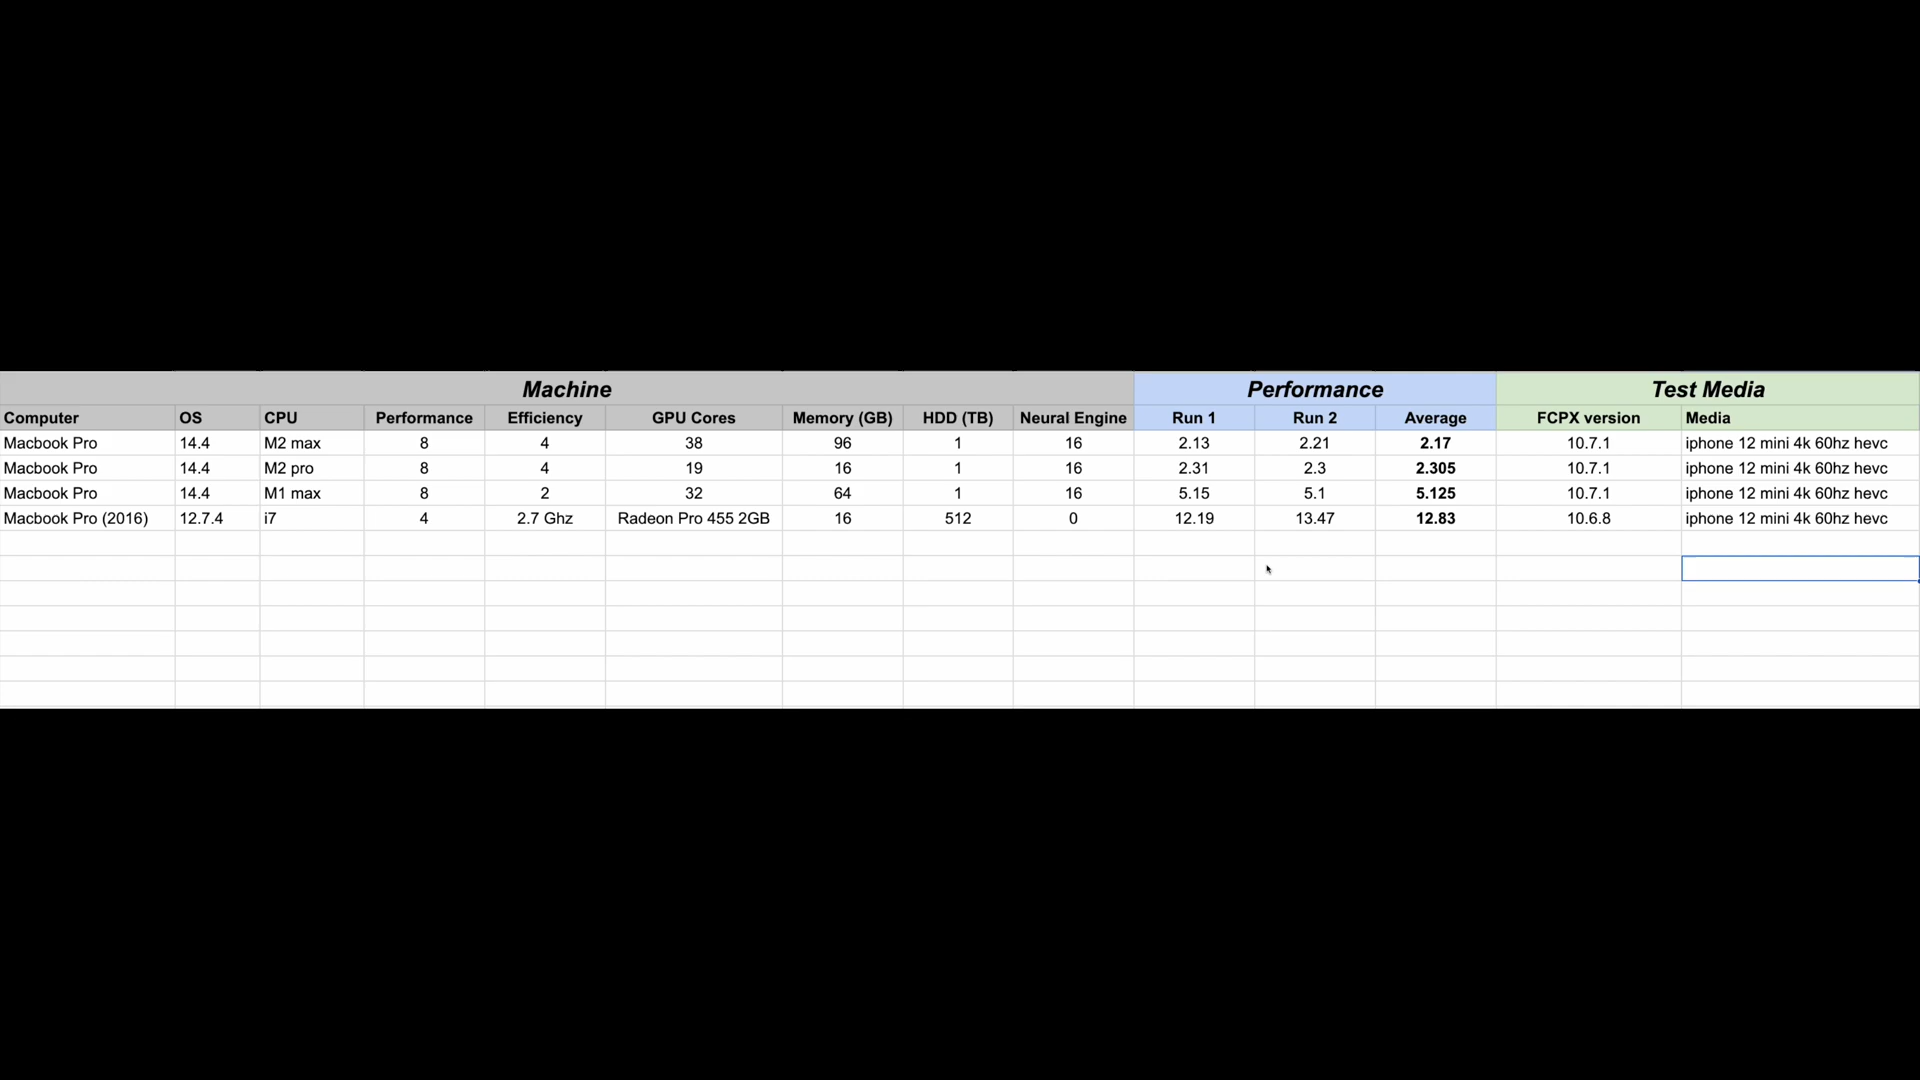 Machine Performance Test Media
Computer OS CPU Performance Efficiency GPU Cores Memory (GB) HDD (TB) Neural Engine Run 1 Run 2 Average FCPX version Media
Macbook Pro 14.4 M2 max 8 4 38 96 1 16 2.13 2.21 2.17 10.7.1 iphone 12 mini 4k 60hz hevc
Macbook Pro 14.4 M2 pro 8 4 19 16 1 16 2.31 2.3 2.305 10.7.1 iphone 12 mini 4k 60hz hevc
Macbook Pro 14.4 M1 max 8 2 32 64 1 16 5.15 5.1 5.125 10.7.1 iphone 12 mini 4k 60hz hevc
Macbook Pro (2016) 12.7.4 i7 4 2.7 Ghz Radeon Pro 455 2GB 16 512 0 12.19 13.47 12.83 10.6.8 iphone 12 mini 4k 60hz hevc